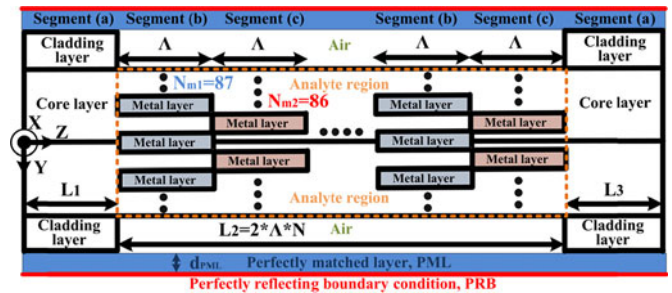 Segment (a) Segment (b) Segment (c) Segment (b) Segment (c) Segment (a)
Cladding layer Λ Λ Air Λ Λ Cladding layer
Analyte region
Nm1=87
Nm2=86
Core layer Metal layer Metal layer Core layer
Metal layer Metal layer
X
Z
Metal layer Metal layer
Y
Metal layer Metal layer
Metal layer Metal layer
L1 L3
Analyte region
Cladding layer L2=2*Λ*N Air Cladding layer
dPML Perfectly matched layer, PML
Perfectly reflecting boundary condition, PRB